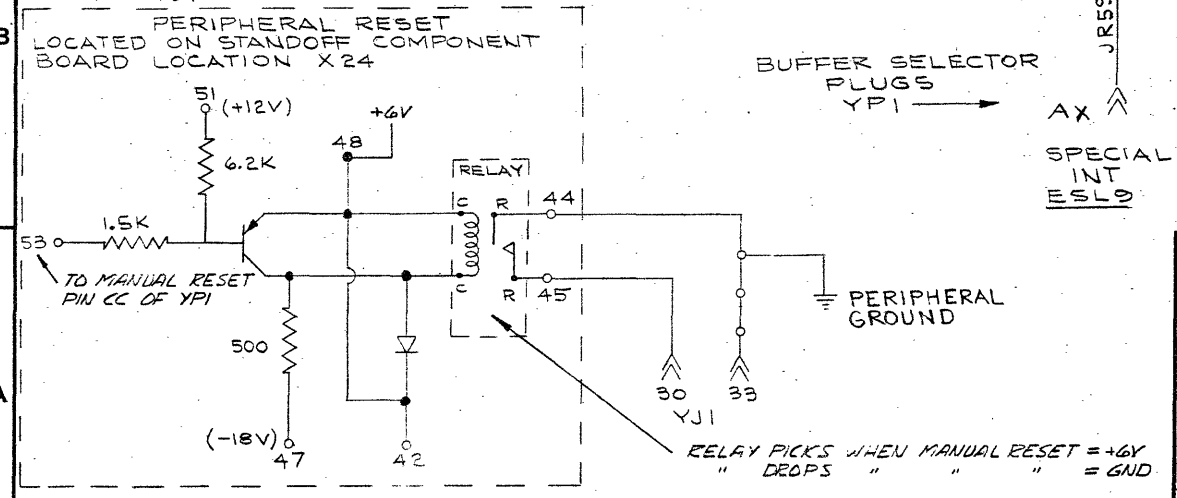 B
PERIPHERAL RESET
LOCATED ON STANDOFF COMPONENT
BOARD LOCATION X24
51
(+12V)
6.2K
+6V
48
RELAY
C
R
44
1.5K
53
TO MANUAL RESET
PIN CC OF YP1
C
R
45
500
(-18V)
47
42
A
30
33
YJ1
PERIPHERAL
GROUND
RELAY PICKS WHEN MANUAL RESET = +6V
" DROPS " " " = GND
BUFFER SELECTOR
PLUGS
YP1
JR59
AX
SPECIAL
INT
ESL9